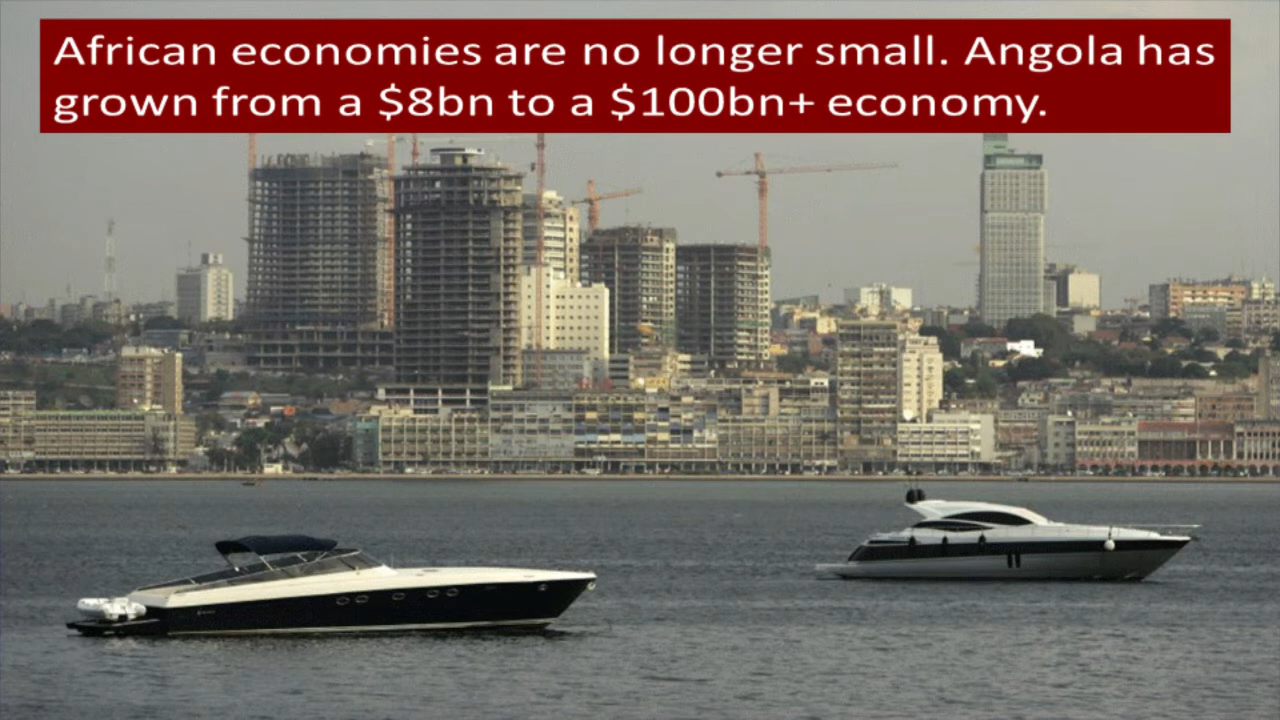 African economies are no longer small. Angola has
grown from a $8bn to a $100bn+ economy.